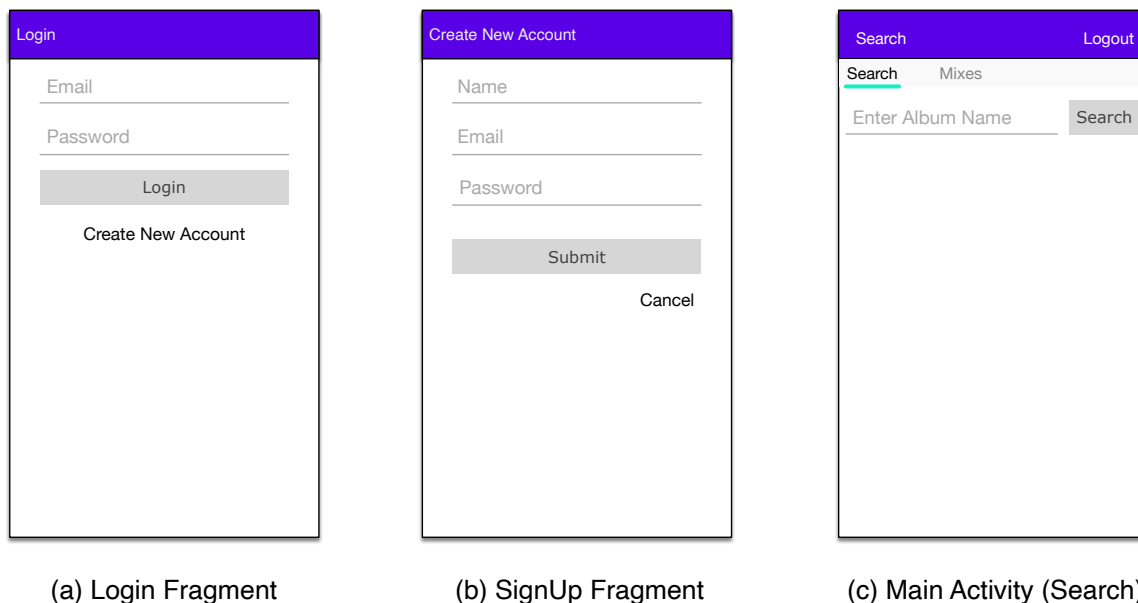 Login
Email
Password
Login
Create New Account
(a) Login Fragment
Create New Account
Name
Email
Password
Submit
Cancel
(b) SignUp Fragment
Search Logout
Search Mixes
Enter Album Name Search
(c) Main Activity (Search)